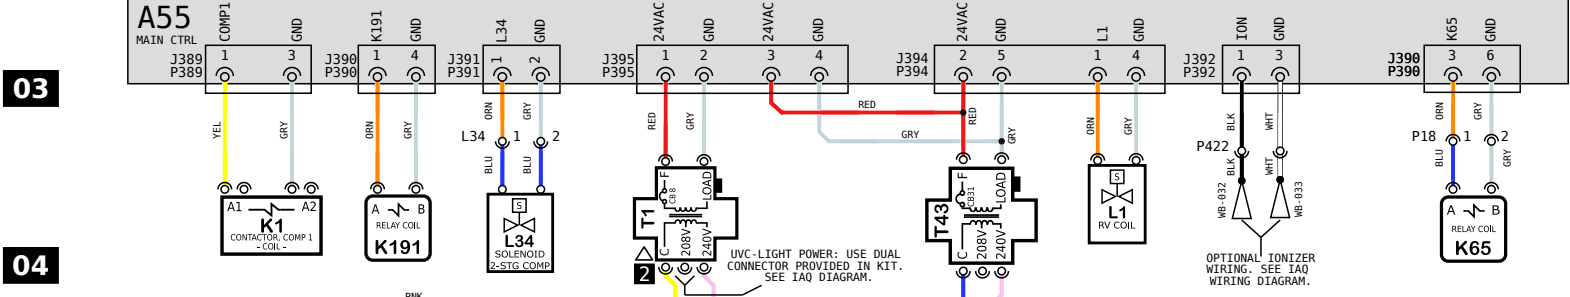 A55
MAIN CTRL
COMP1
GND
K191
GND
L34
GND
24VAC
GND
24VAC
GND
24VAC
GND
L1
GND
ION
GND
K65
GND
J389
P389
1
3
J390
P390
1
4
J391
P391
1
2
J395
P395
1
2
3
4
J394
P394
2
5
1
4
J392
P392
1
3
J390
P390
3
6
03
YEL
GRY
ORN
GRY
ORN
GRY
RED
GRY
RED
GRY
RED
GRY
ORN
GRY
BLK
WHT
ORN
GRY
L34
1
2
BLU
BLU
P422
BLK
WHT
P18
1
2
BLU
GRY
A1
A2
K1
CONTACTOR, COMP 1
- COIL -
A
B
RELAY COIL
K191
S
L34
SOLENOID
2-STG COMP
T1
F
CB8
LOAD
C
208V
240V
2
UVC-LIGHT POWER: USE DUAL
CONNECTOR PROVIDED IN KIT.
SEE IAQ DIAGRAM.
T43
F
CB31
LOAD
C
208V
240V
S
L1
RV COIL
WB-032
WB-033
OPTIONAL IONIZER
WIRING. SEE IAQ
WIRING DIAGRAM.
A
B
RELAY COIL
K65
04
PNK